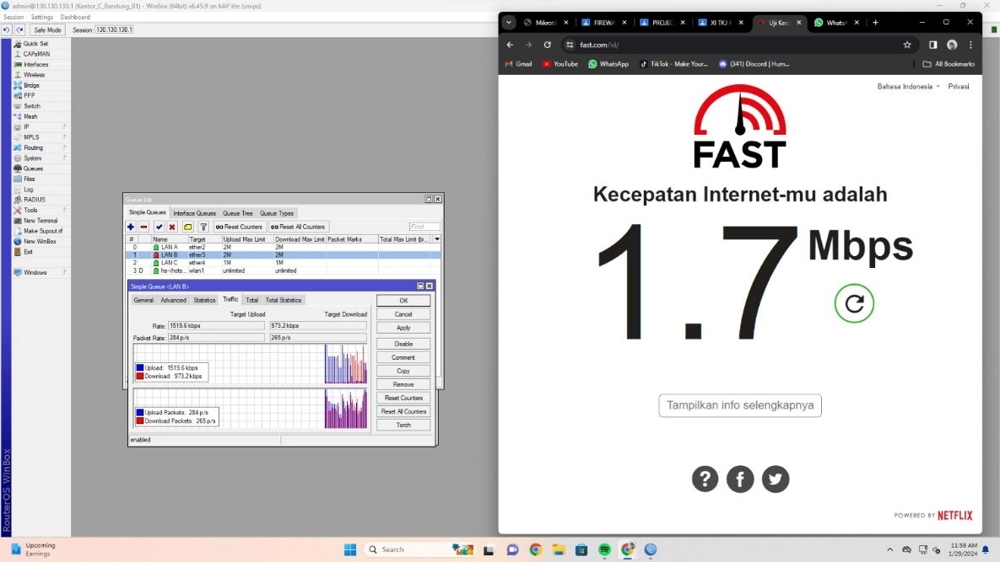 admin@130.130.130.1 (Kantor_C_Bandung_01) - WinBox (64bit) v6.45.9 on hAP lite (smips)
Session Settings Dashboard
Safe Mode Session: 130.130.130.1
Quick Set
CAPsMAN
Interfaces
Wireless
Bridge
PPP
Switch
Mesh
IP
MPLS
Routing
System
Queues
Files
Log
RADIUS
Tools
New Terminal
Make Supout.rif
New WinBox
Exit
Windows
RouterOS WinBox
Queue List
Simple Queues Interface Queues Queue Tree Queue Types
00 Reset Counters 00 Reset All Counters Find
# Name Target Upload Max Limit Download Max Limit Packet Marks Total Max Limit (bi...
0 LAN A ether2 2M 2M
1 LAN B ether3 2M 2M
2 LAN C ether4 1M 1M
3 D hs-<hots... wlan1 unlimited unlimited
Simple Queue <LAN B>
General Advanced Statistics Traffic Total Total Statistics
Target Upload Target Download
Rate: 1519.6 kbps 973.2 kbps
Packet Rate: 284 p/s 265 p/s
Upload: 1519.6 kbps
Download: 973.2 kbps
Upload Packets: 284 p/s
Download Packets: 265 p/s
enabled
OK
Cancel
Apply
Disable
Comment
Copy
Remove
Reset Counters
Reset All Counters
Torch
Mikroti FIREWA PROJEC XI TKJ Uji Kec Whats
fast.com/id/
Gmail YouTube WhatsApp TikTok - Make Your... (341) Discord | Hum... All Bookmarks
Bahasa Indonesia Privasi
FAST
Kecepatan Internet-mu adalah
1.7 Mbps
Tampilkan info selengkapnya
POWERED BY NETFLIX
Upcoming
Earnings
Search
11:39 AM
1/29/2024